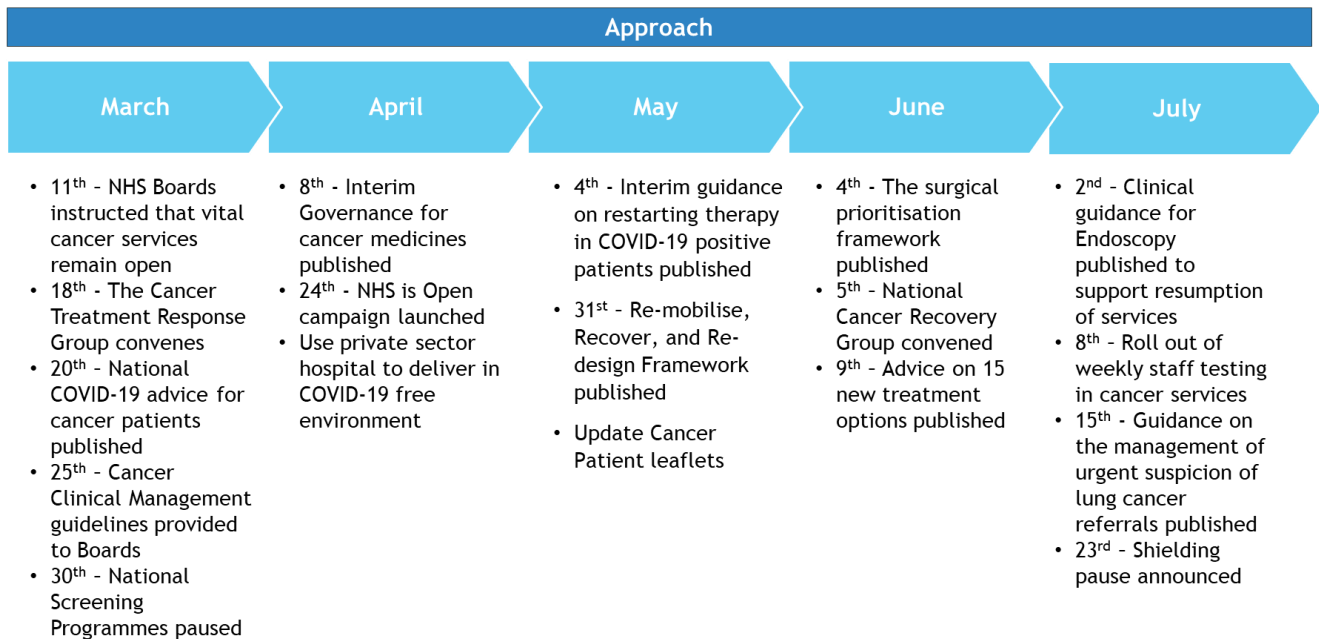 Approach
March
April
May
June
July
• 11th – NHS Boards
instructed that vital
cancer services
remain open
• 18th - The Cancer
Treatment Response
Group convenes
• 20th – National
COVID-19 advice for
cancer patients
published
• 25th – Cancer
Clinical Management
guidelines provided
to Boards
• 30th – National
Screening
Programmes paused
• 8th - Interim
Governance for
cancer medicines
published
• 24th - NHS is Open
campaign launched
• Use private sector
hospital to deliver in
COVID-19 free
environment
• 4th - Interim guidance
on restarting therapy
in COVID-19 positive
patients published
• 31st – Re-mobilise,
Recover, and Re-
design Framework
published
• Update Cancer
Patient leaflets
• 4th - The surgical
prioritisation
framework
published
• 5th – National
Cancer Recovery
Group convened
• 9th – Advice on 15
new treatment
options published
• 2nd – Clinical
guidance for
Endoscopy
published to
support resumption
of services
• 8th – Roll out of
weekly staff testing
in cancer services
• 15th - Guidance on
the management of
urgent suspicion of
lung cancer
referrals published
• 23rd – Shielding
pause announced